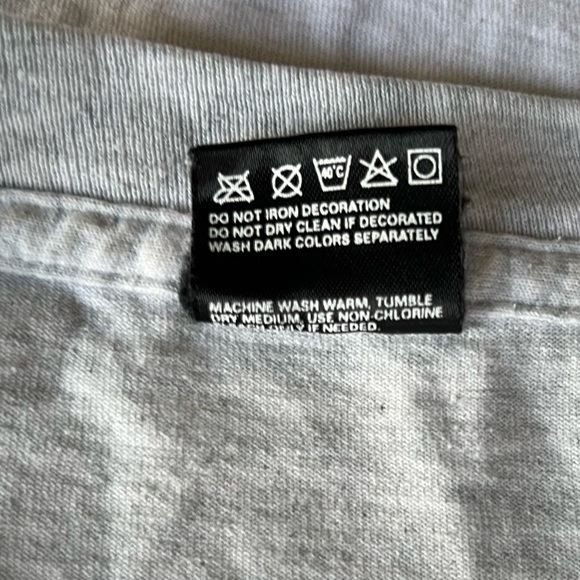 40°C
DO NOT IRON DECORATION
DO NOT DRY CLEAN IF DECORATED
WASH DARK COLORS SEPARATELY
MACHINE WASH WARM, TUMBLE
DRY MEDIUM, USE NON-CHLORINE
IF NEEDED.